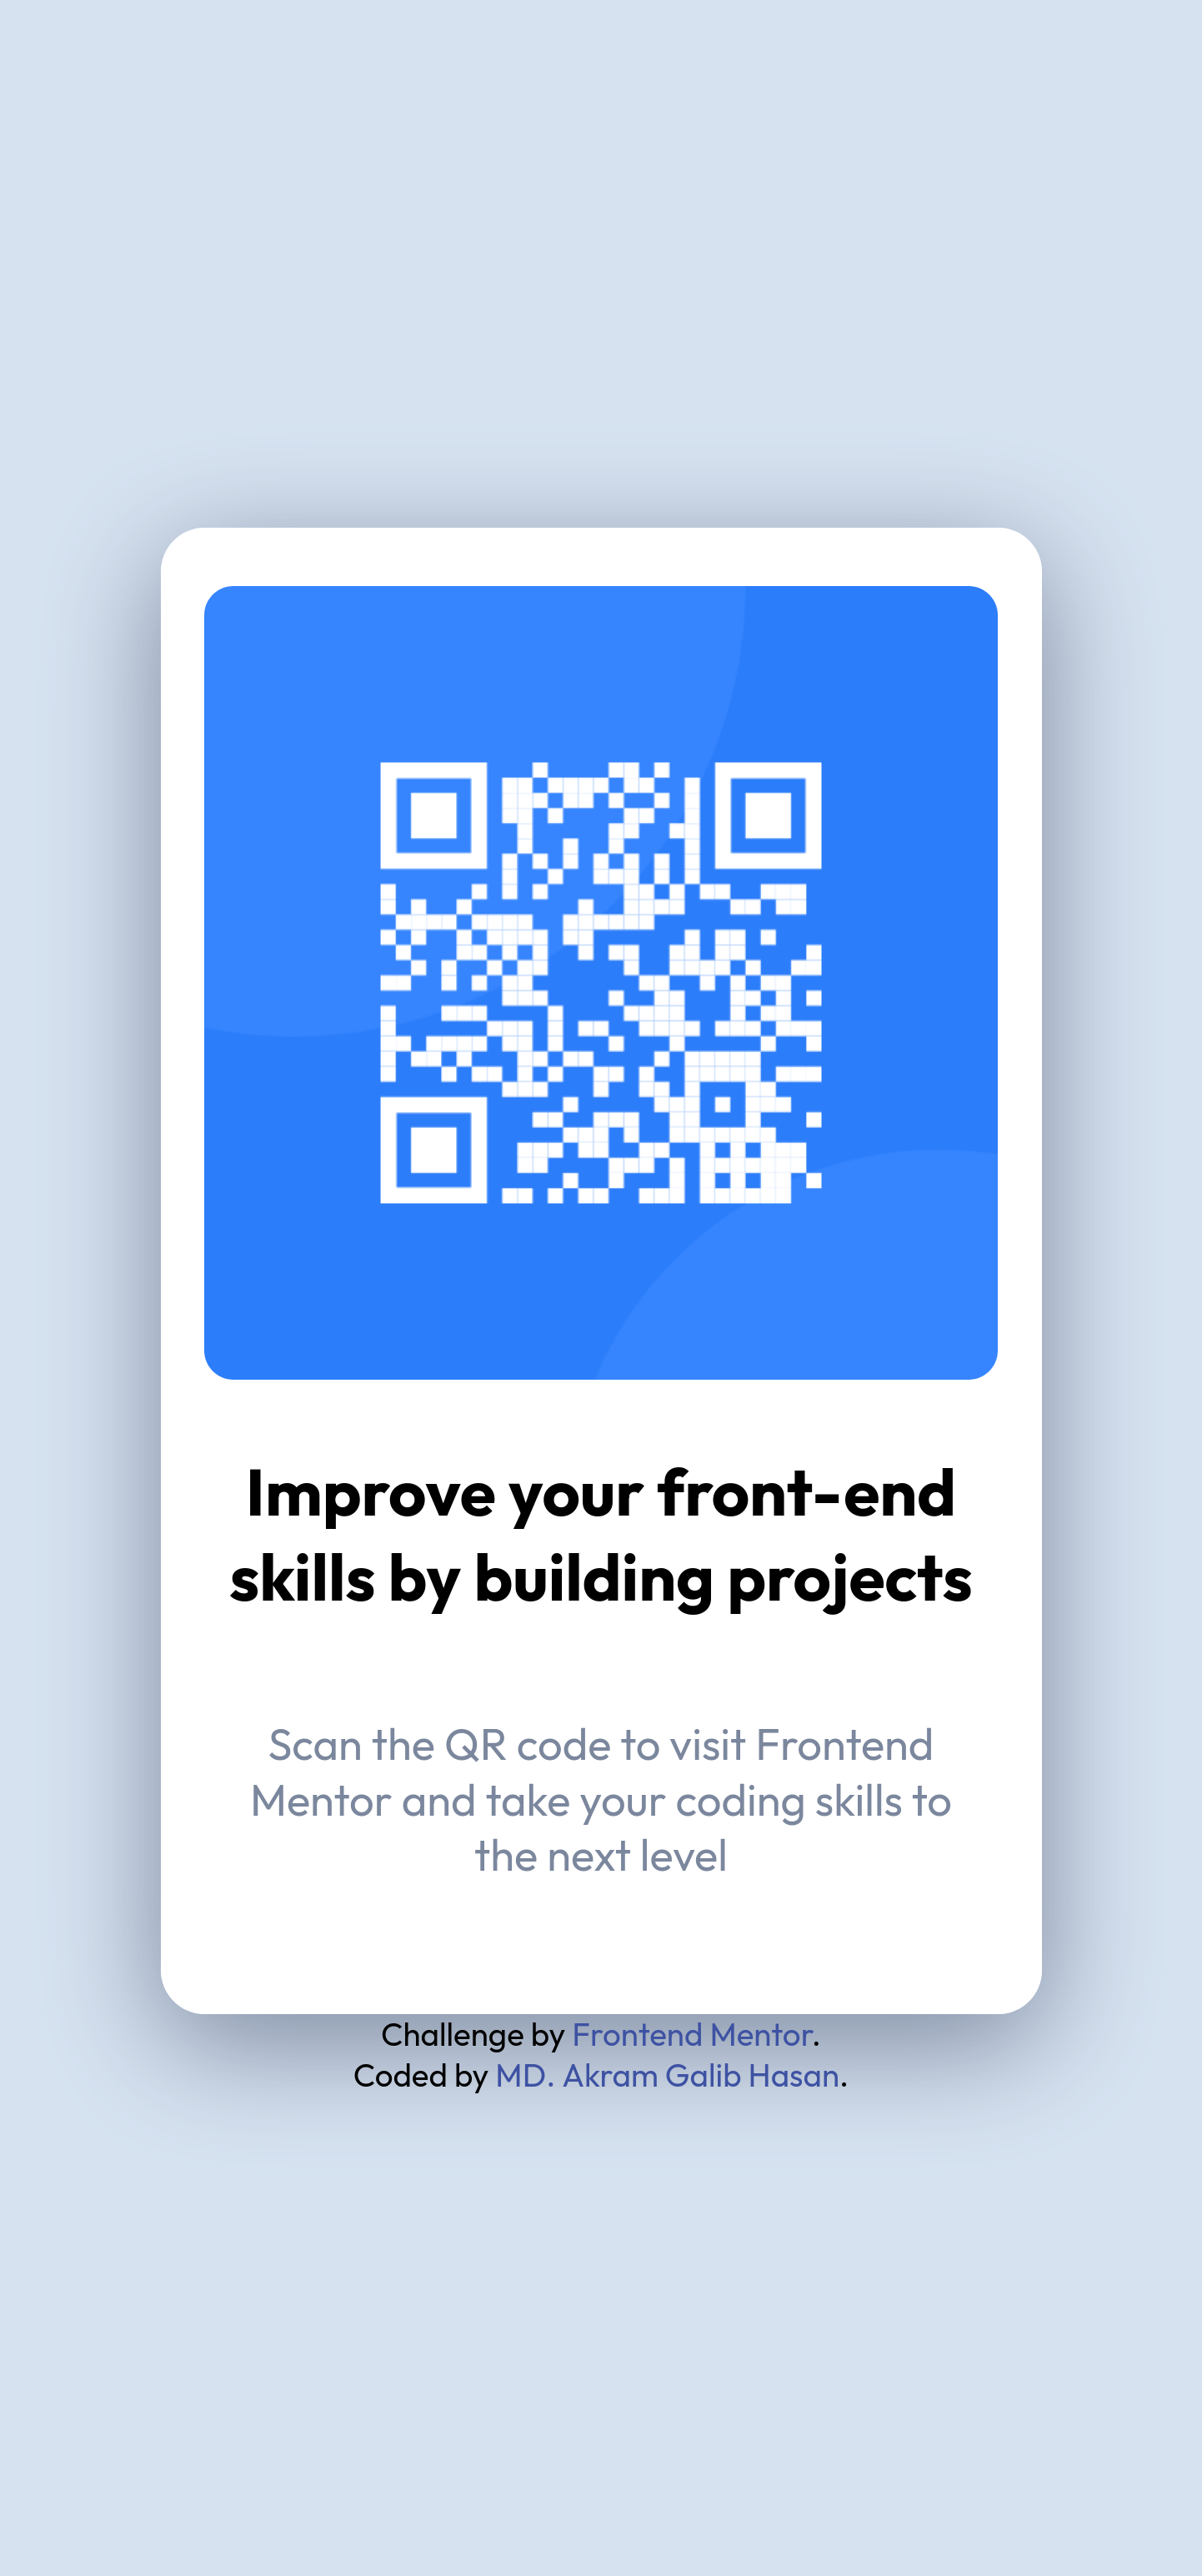 Improve your front-end
skills by building projects
Scan the QR code to visit Frontend
Mentor and take your coding skills to
the next level
Challenge by Frontend Mentor.
Coded by MD. Akram Galib Hasan.